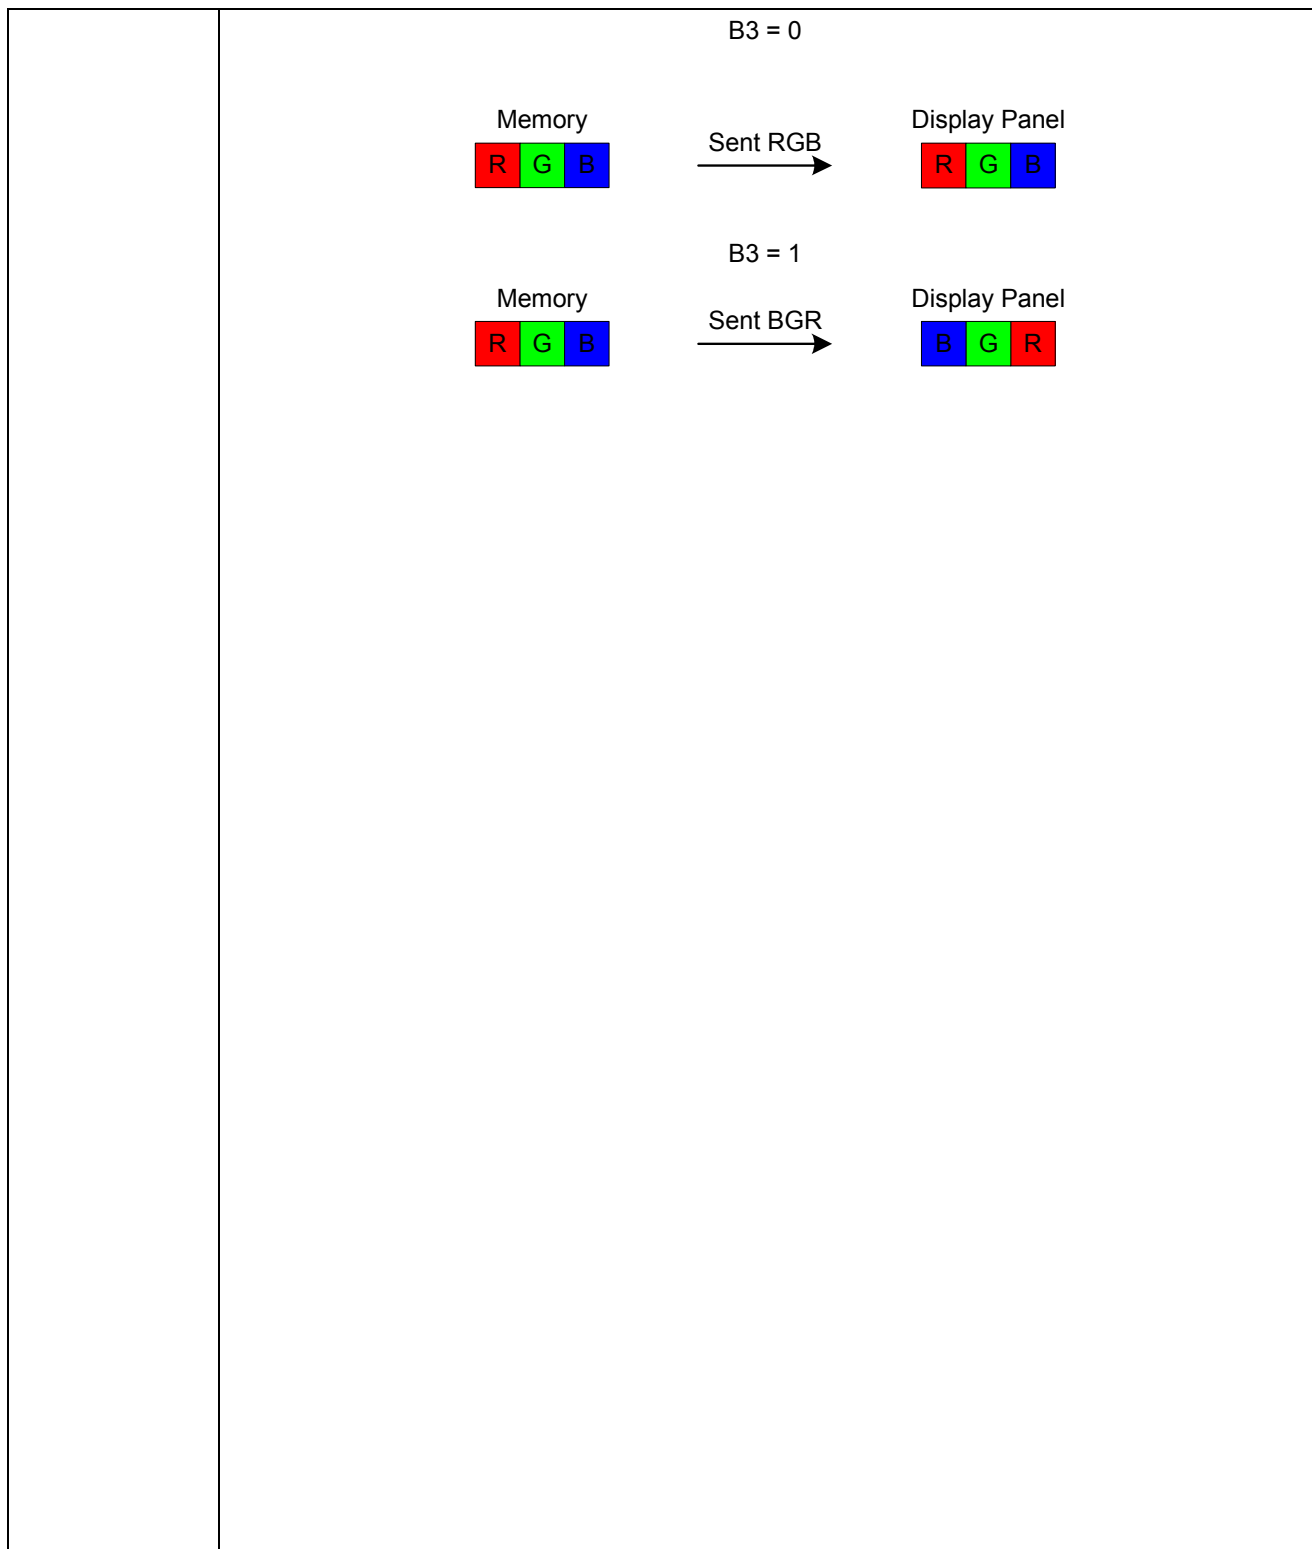 B3 = 0
Memory Display Panel
Sent RGB
R G B R G B
B3 = 1
Memory Display Panel
Sent BGR
R G B B G R